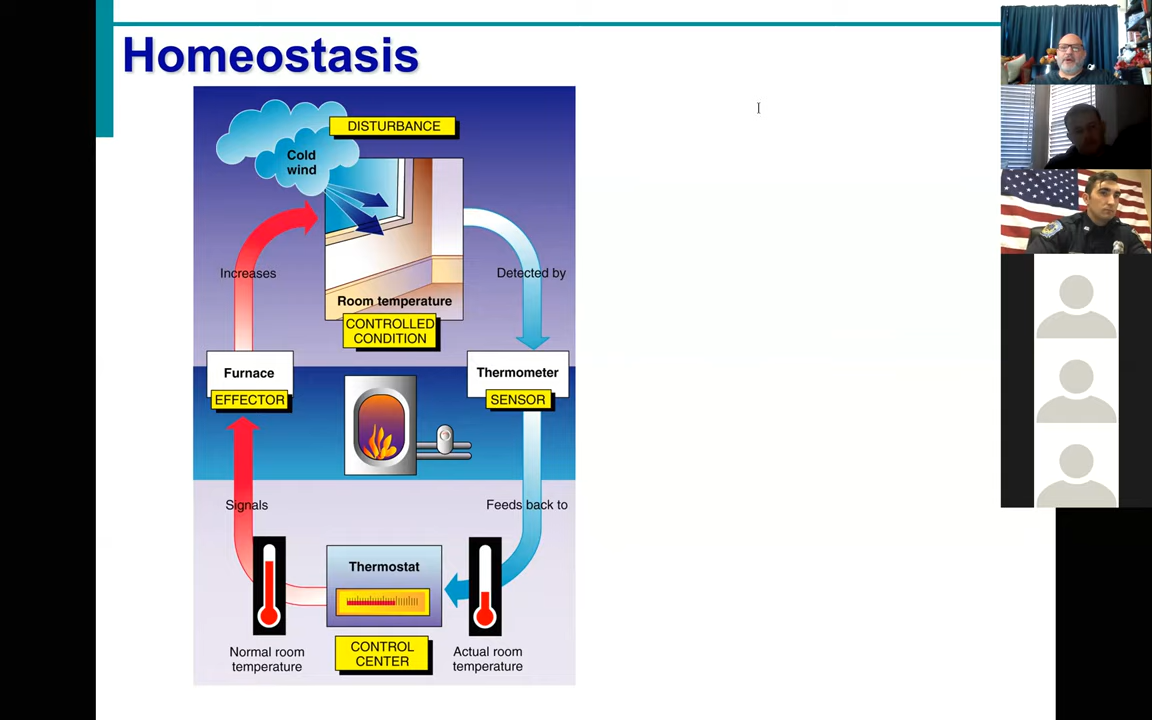 Homeostasis
DISTURBANCE
Cold
wind
Increases
Detected by
Room temperature
CONTROLLED
CONDITION
Furnace
EFFECTOR
Thermometer
SENSOR
Signals
Feeds back to
Thermostat
CONTROL
CENTER
Normal room
temperature
Actual room
temperature